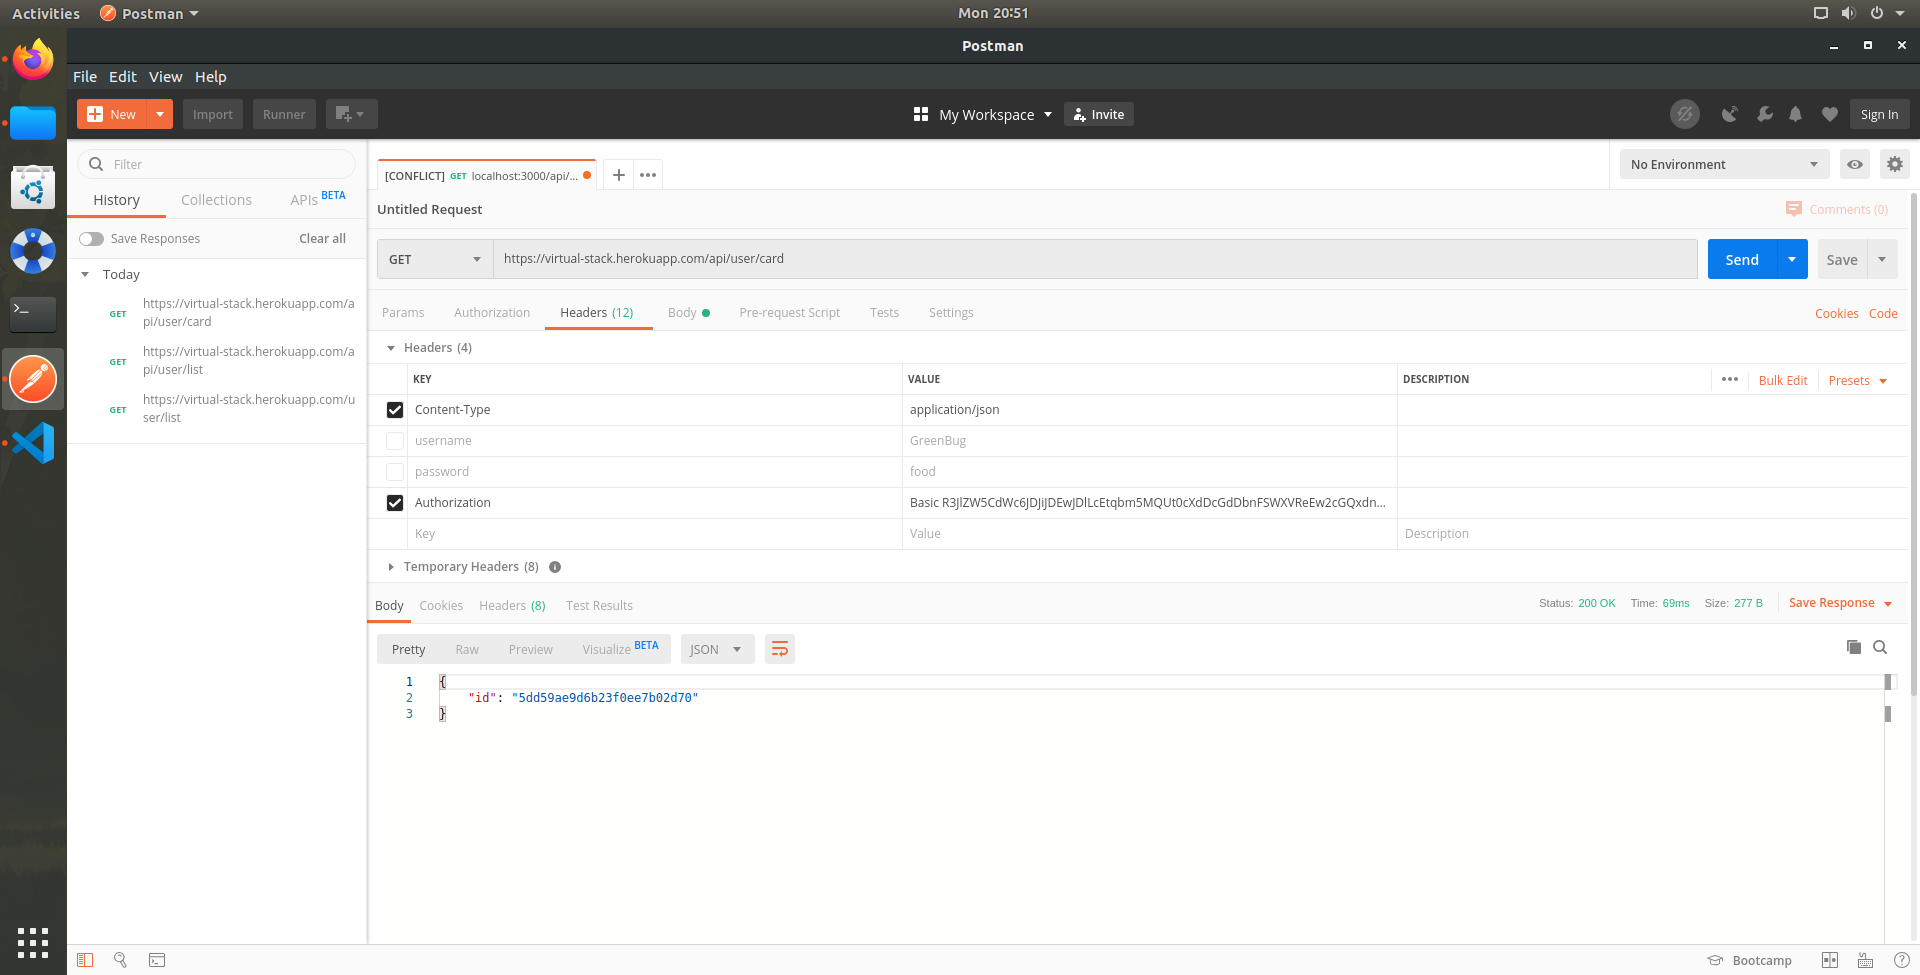 Activities Postman Mon 20:51
Postman
File Edit View Help
New Import Runner My Workspace Invite Sign In
Filter
History Collections APIs BETA
Save Responses Clear all
Today
GET https://virtual-stack.herokuapp.com/a
pi/user/card
GET https://virtual-stack.herokuapp.com/a
pi/user/list
GET https://virtual-stack.herokuapp.com/u
ser/list
[CONFLICT] GET localhost:3000/api/... No Environment
Untitled Request Comments (0)
GET https://virtual-stack.herokuapp.com/api/user/card Send Save
Params Authorization Headers (12) Body Pre-request Script Tests Settings Cookies Code
Headers (4)
KEY VALUE DESCRIPTION Bulk Edit Presets
Content-Type application/json
username GreenBug
password food
Authorization
Key Value Description
Temporary Headers (8)
Body Cookies Headers (8) Test Results Status: 200 OK Time: 69ms Size: 277 B Save Response
Pretty Raw Preview Visualize BETA JSON
1 {
2 "id": "5dd59ae9d6b23f0ee7b02d70"
3 }
Bootcamp